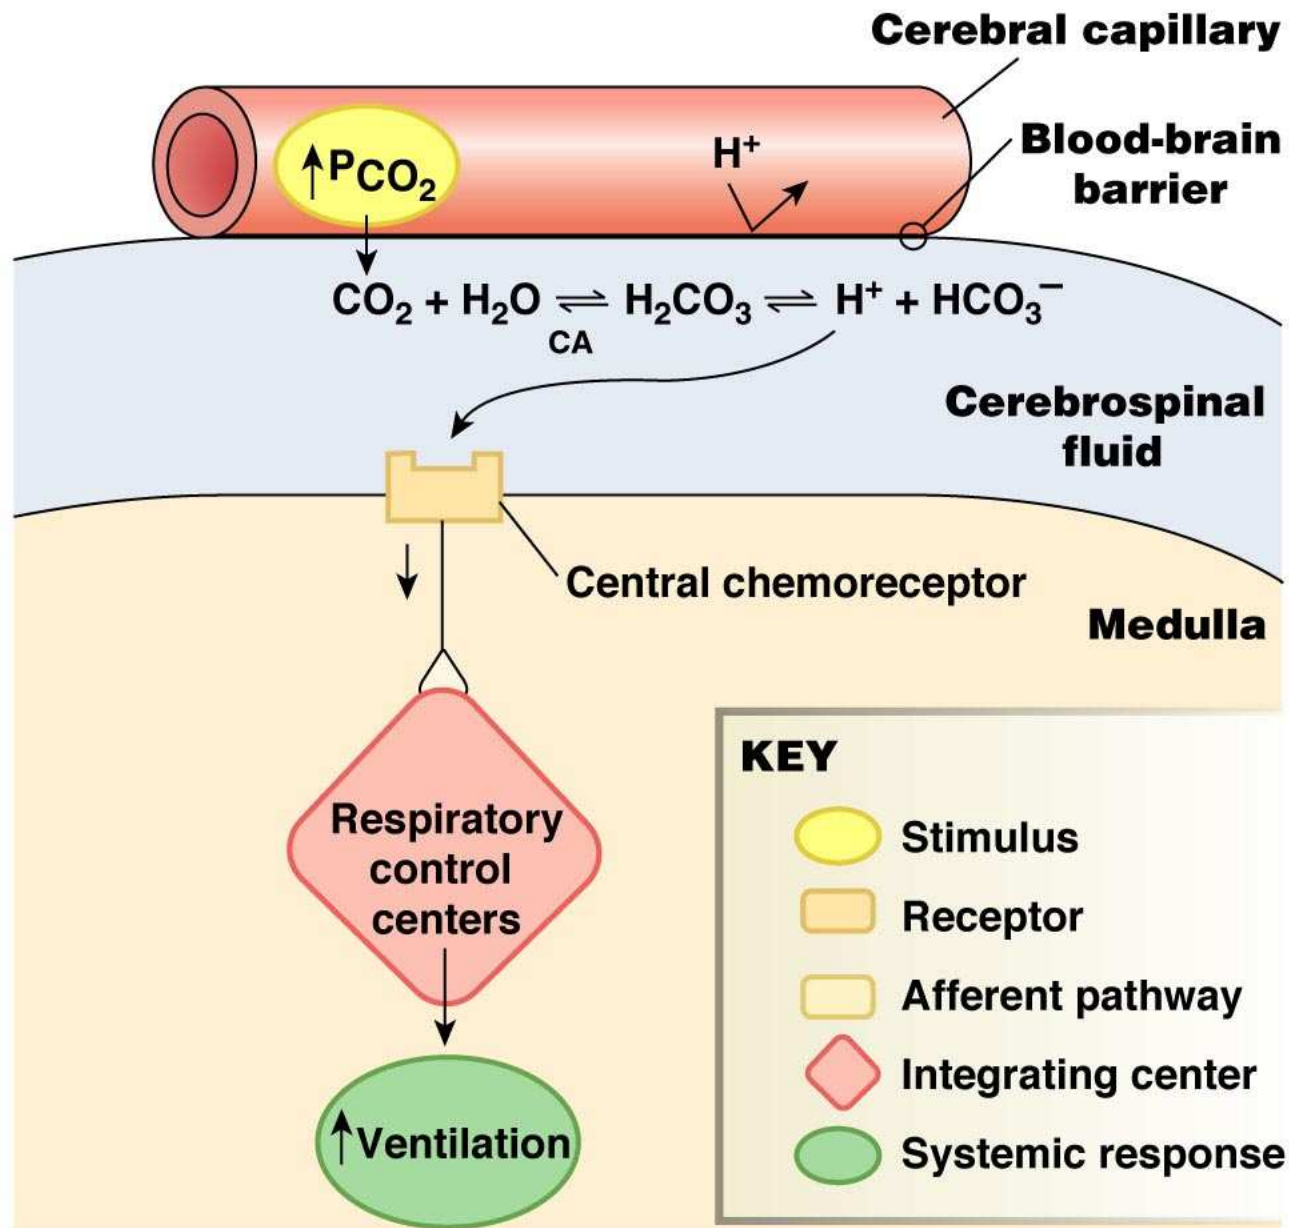 Cerebral capillary
Blood-brain
barrier
↑PCO₂
H⁺
CO₂ + H₂O ⇌ H₂CO₃ ⇌ H⁺ + HCO₃⁻
CA
Cerebrospinal
fluid
Central chemoreceptor
Medulla
Respiratory
control
centers
↑Ventilation
KEY
Stimulus
Receptor
Afferent pathway
Integrating center
Systemic response